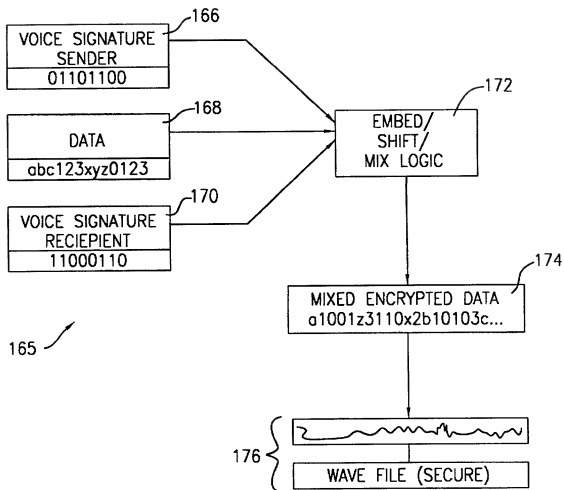 VOICE SIGNATURE
SENDER
01101100
166
DATA
abc123xyz0123
168
VOICE SIGNATURE
RECIEPIENT
11000110
170
EMBED/
SHIFT/
MIX LOGIC
172
MIXED ENCRYPTED DATA
a1001z3110x2b10103c...
174
165
176
WAVE FILE (SECURE)